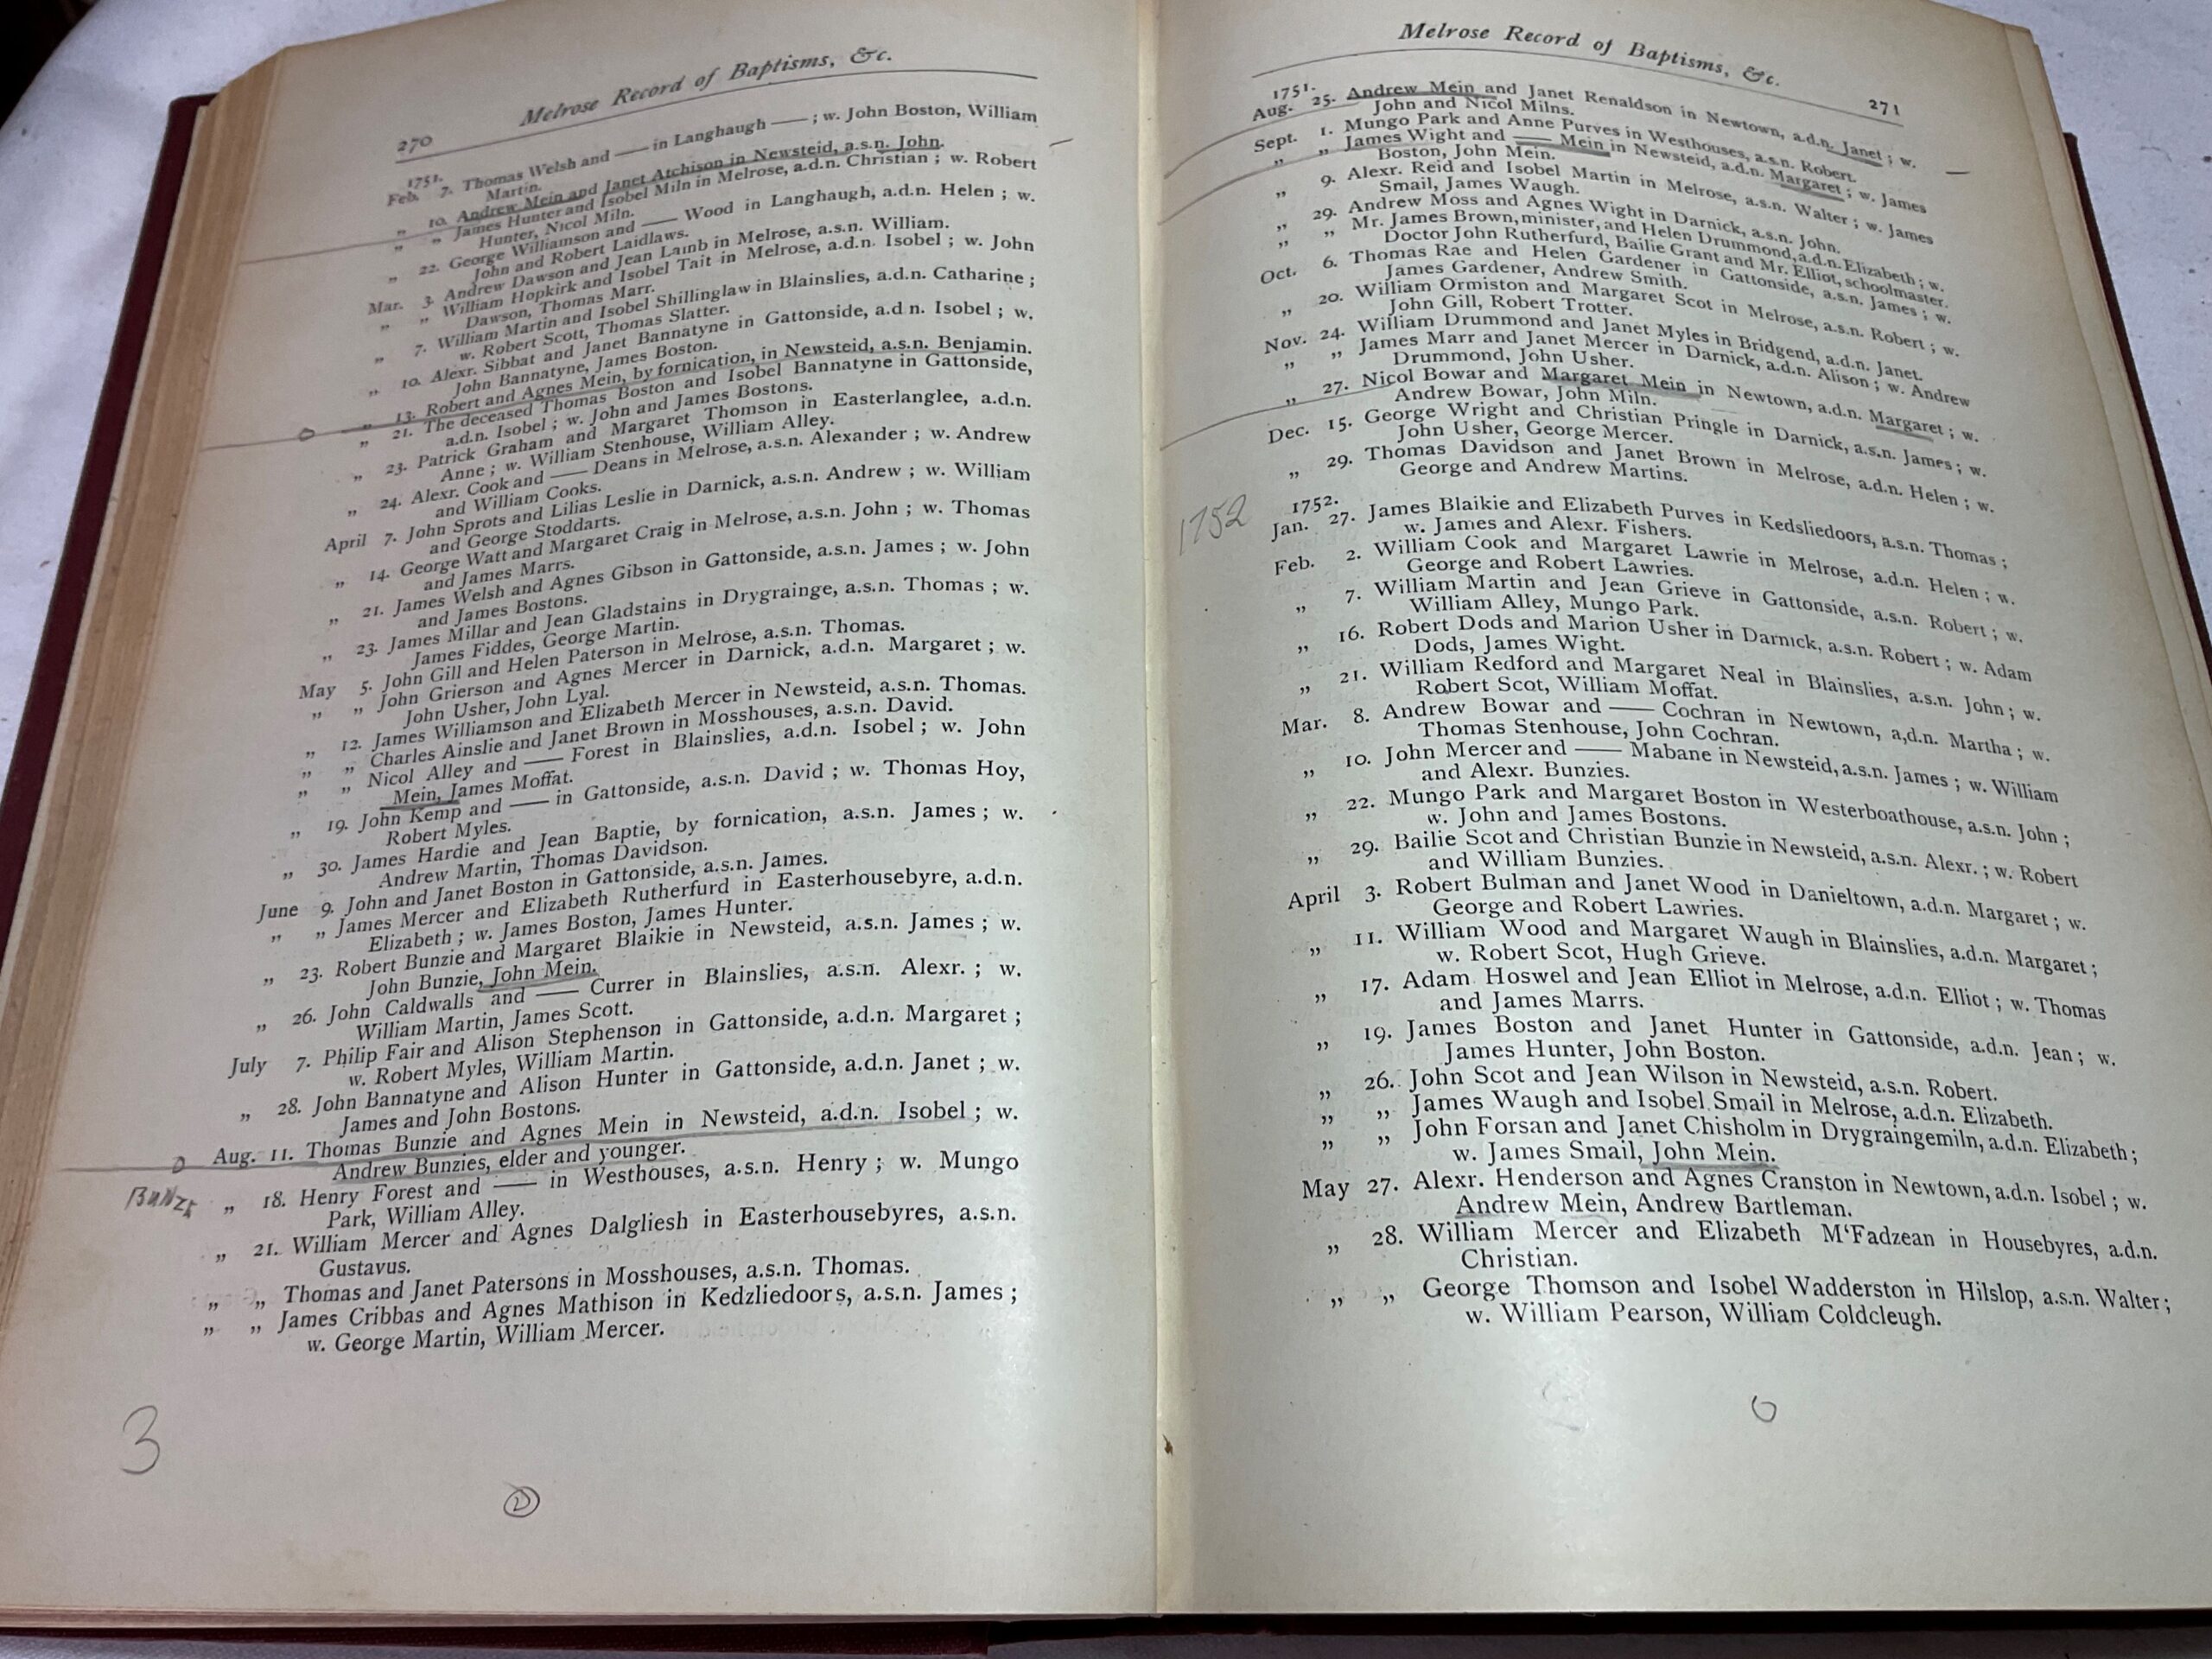 270
Melrose Record of Baptisms, &c.
1751.
Feb. 7. Thomas Welsh and —— in Langhaugh —— ; w. John Boston, William
Martin.
„ 10. Andrew Mein and Janet Atchison in Newsteid, a.s.n. John.
„ „ James Hunter and Isobel Miln in Melrose, a.d.n. Christian ; w. Robert
Hunter, Nicol Miln.
„ 22. George Williamson and —— Wood in Langhaugh, a.d.n. Helen ; w.
John and Robert Laidlaws.
Mar. 3. Andrew Dawson and Jean Lamb in Melrose, a.s.n. William.
„ „ William Hopkirk and Isobel Tait in Melrose, a.d.n. Isobel ; w. John
Dawson, Thomas Marr.
„ 7. William Martin and Isobel Shillinglaw in Blainslies, a.d.n. Catharine ;
w. Robert Scott, Thomas Slatter.
„ 10. Alexr. Sibbat and Janet Bannatyne in Gattonside, a.d.n. Isobel ; w.
John Bannatyne, James Boston.
„ 13. Robert and Agnes Mein, by fornication, in Newsteid, a.s.n. Benjamin.
„ 21. The deceased Thomas Boston and Isobel Bannatyne in Gattonside,
a.d.n. Isobel ; w. John and James Bostons.
„ 23. Patrick Graham and Margaret Thomson in Easterlanglee, a.d.n.
Anne ; w. William Stenhouse, William Alley.
„ 24. Alexr. Cook and —— Deans in Melrose, a.s.n. Alexander ; w. Andrew
and William Cooks.
April 7. John Sprots and Lilias Leslie in Darnick, a.s.n. Andrew ; w. William
and George Stoddarts.
„ 14. George Watt and Margaret Craig in Melrose, a.s.n. John ; w. Thomas
and James Marrs.
„ 21. James Welsh and Agnes Gibson in Gattonside, a.s.n. James ; w. John
and James Bostons.
„ 23. James Millar and Jean Gladstains in Drygrainge, a.s.n. Thomas ; w.
James Fiddes, George Martin.
May 5. John Gill and Helen Paterson in Melrose, a.s.n. Thomas.
„ „ John Grierson and Agnes Mercer in Darnick, a.d.n. Margaret ; w.
John Usher, John Lyal.
„ 12. James Williamson and Elizabeth Mercer in Newsteid, a.s.n. Thomas.
„ „ Charles Ainslie and Janet Brown in Mosshouses, a.s.n. David.
„ „ Nicol Alley and —— Forest in Blainslies, a.d.n. Isobel ; w. John
Mein, James Moffat.
„ 19. John Kemp and —— in Gattonside, a.s.n. David ; w. Thomas Hoy,
Robert Myles.
„ 30. James Hardie and Jean Baptie, by fornication, a.s.n. James ; w.
Andrew Martin, Thomas Davidson.
June 9. John and Janet Boston in Gattonside, a.s.n. James.
„ „ James Mercer and Elizabeth Rutherfurd in Easterhousebyre, a.d.n.
Elizabeth ; w. James Boston, James Hunter.
„ 23. Robert Bunzie and Margaret Blaikie in Newsteid, a.s.n. James ; w.
John Bunzie, John Mein.
„ 26. John Caldwalls and —— Currer in Blainslies, a.s.n. Alexr. ; w.
William Martin, James Scott.
July 7. Philip Fair and Alison Stephenson in Gattonside, a.d.n. Margaret ;
w. Robert Myles, William Martin.
„ 28. John Bannatyne and Alison Hunter in Gattonside, a.d.n. Janet ; w.
James and John Bostons.
Aug. 11. Thomas Bunzie and Agnes Mein in Newsteid, a.d.n. Isobel ; w.
Andrew Bunzies, elder and younger.
BUNZE
„ 18. Henry Forest and —— in Westhouses, a.s.n. Henry ; w. Mungo
Park, William Alley.
„ 21. William Mercer and Agnes Dalgliesh in Easterhousebyres, a.s.n.
Gustavus.
„ „ Thomas and Janet Patersons in Mosshouses, a.s.n. Thomas.
„ „ James Cribbas and Agnes Mathison in Kedzliedoors, a.s.n. James ;
w. George Martin, William Mercer.
3
Melrose Record of Baptisms, &c.
271
1751.
Aug. 25. Andrew Mein and Janet Renaldson in Newtown, a.d.n. Janet ; w.
John and Nicol Milns.
Sept. 1. Mungo Park and Anne Purves in Westhouses, a.s.n. Robert.
„ „ James Wight and —— Mein in Newsteid, a.d.n. Margaret ; w. James
Boston, John Mein.
„ 9. Alexr. Reid and Isobel Martin in Melrose, a.s.n. Walter ; w. James
Smail, James Waugh.
„ 29. Andrew Moss and Agnes Wight in Darnick, a.s.n. John.
„ „ Mr. James Brown, minister, and Helen Drummond, a.d.n. Elizabeth ; w.
Doctor John Rutherfurd, Bailie Grant and Mr. Elliot, schoolmaster.
Oct. 6. Thomas Rae and Helen Gardener in Gattonside, a.s.n. James ; w.
James Gardener, Andrew Smith.
„ 20. William Ormiston and Margaret Scot in Melrose, a.s.n. Robert ; w.
John Gill, Robert Trotter.
Nov. 24. William Drummond and Janet Myles in Bridgend, a.d.n. Janet.
„ „ James Marr and Janet Mercer in Darnick, a.d.n. Alison ; w. Andrew
Drummond, John Usher.
„ 27. Nicol Bowar and Margaret Mein in Newtown, a.d.n. Margaret ; w.
Andrew Bowar, John Miln.
Dec. 15. George Wright and Christian Pringle in Darnick, a.s.n. James ; w.
John Usher, George Mercer.
„ 29. Thomas Davidson and Janet Brown in Melrose, a.d.n. Helen ; w.
George and Andrew Martins.
1752
1752.
Jan. 27. James Blaikie and Elizabeth Purves in Kedsliedoors, a.s.n. Thomas ;
w. James and Alexr. Fishers.
Feb. 2. William Cook and Margaret Lawrie in Melrose, a.d.n. Helen ; w.
George and Robert Lawries.
„ 7. William Martin and Jean Grieve in Gattonside, a.s.n. Robert ; w.
William Alley, Mungo Park.
„ 16. Robert Dods and Marion Usher in Darnick, a.s.n. Robert ; w. Adam
Dods, James Wight.
„ 21. William Redford and Margaret Neal in Blainslies, a.s.n. John ; w.
Robert Scot, William Moffat.
Mar. 8. Andrew Bowar and —— Cochran in Newtown, a,d.n. Martha ; w.
Thomas Stenhouse, John Cochran.
„ 10. John Mercer and —— Mabane in Newsteid, a.s.n. James ; w. William
and Alexr. Bunzies.
„ 22. Mungo Park and Margaret Boston in Westerboathouse, a.s.n. John ;
w. John and James Bostons.
„ 29. Bailie Scot and Christian Bunzie in Newsteid, a.s.n. Alexr. ; w. Robert
and William Bunzies.
April 3. Robert Bulman and Janet Wood in Danieltown, a.d.n. Margaret ; w.
George and Robert Lawries.
„ 11. William Wood and Margaret Waugh in Blainslies, a.d.n. Margaret ;
w. Robert Scot, Hugh Grieve.
„ 17. Adam Hoswel and Jean Elliot in Melrose, a.d.n. Elliot ; w. Thomas
and James Marrs.
„ 19. James Boston and Janet Hunter in Gattonside, a.d.n. Jean ; w.
James Hunter, John Boston.
„ 26. John Scot and Jean Wilson in Newsteid, a.s.n. Robert.
„ „ James Waugh and Isobel Smail in Melrose, a.d.n. Elizabeth.
„ „ John Forsan and Janet Chisholm in Drygraingemiln, a.d.n. Elizabeth ;
w. James Smail, John Mein.
May 27. Alexr. Henderson and Agnes Cranston in Newtown, a.d.n. Isobel ; w.
Andrew Mein, Andrew Bartleman.
„ 28. William Mercer and Elizabeth M‘Fadzean in Housebyres, a.d.n.
Christian.
„ „ George Thomson and Isobel Wadderston in Hilslop, a.s.n. Walter ;
w. William Pearson, William Coldcleugh.